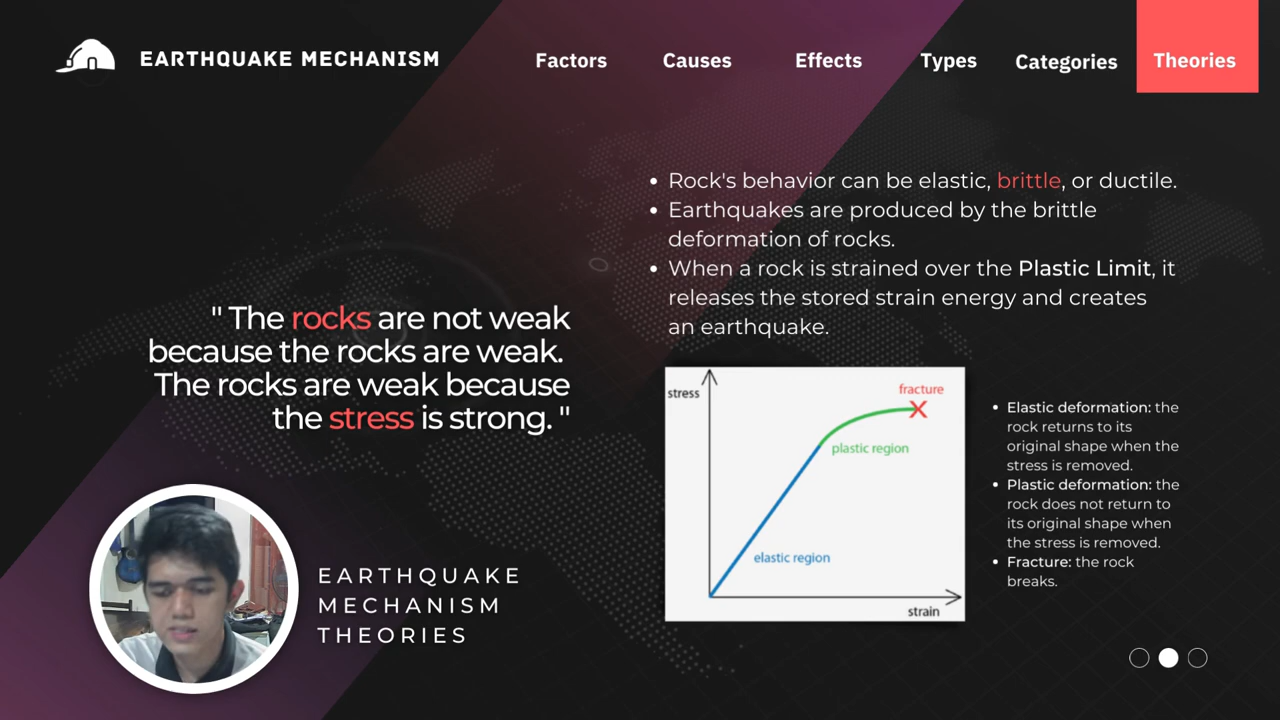 EARTHQUAKE MECHANISM
Factors
Causes
Effects
Types
Categories
Theories
• Rock's behavior can be elastic, brittle, or ductile.
• Earthquakes are produced by the brittle
deformation of rocks.
• When a rock is strained over the Plastic Limit, it
releases the stored strain energy and creates
an earthquake.
" The rocks are not weak
because the rocks are weak.
The rocks are weak because
the stress is strong. "
stress
fracture
plastic region
elastic region
strain
• Elastic deformation: the
rock returns to its
original shape when the
stress is removed.
• Plastic deformation: the
rock does not return to
its original shape when
the stress is removed.
• Fracture: the rock
breaks.
EARTHQUAKE
MECHANISM
THEORIES